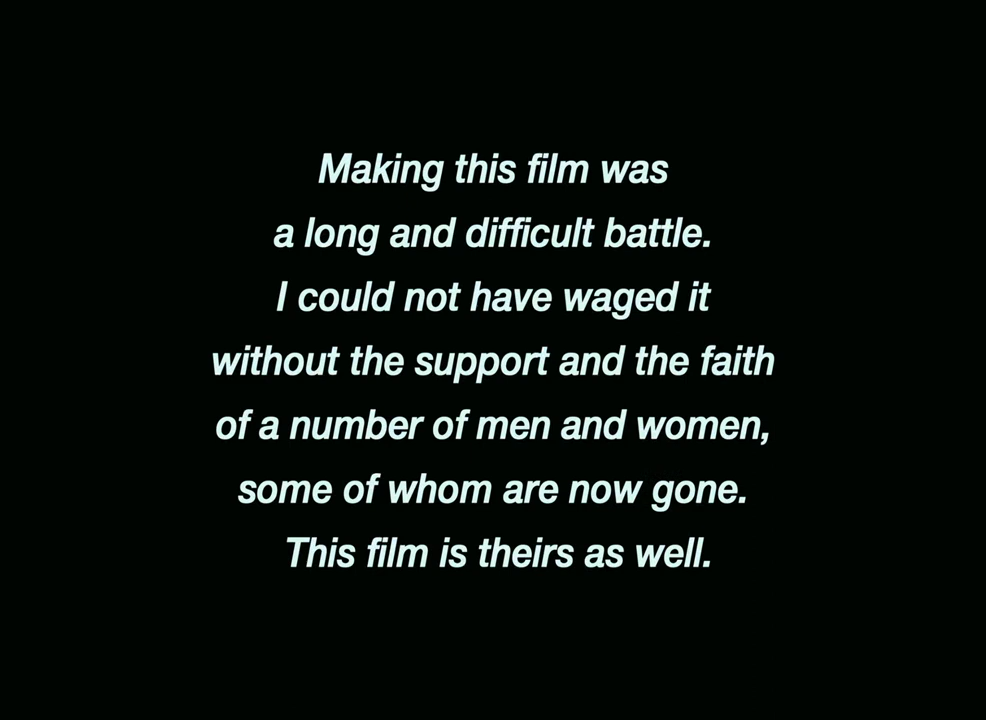 Making this film was
a long and difficult battle.
I could not have waged it
without the support and the faith
of a number of men and women,
some of whom are now gone.
This film is theirs as well.